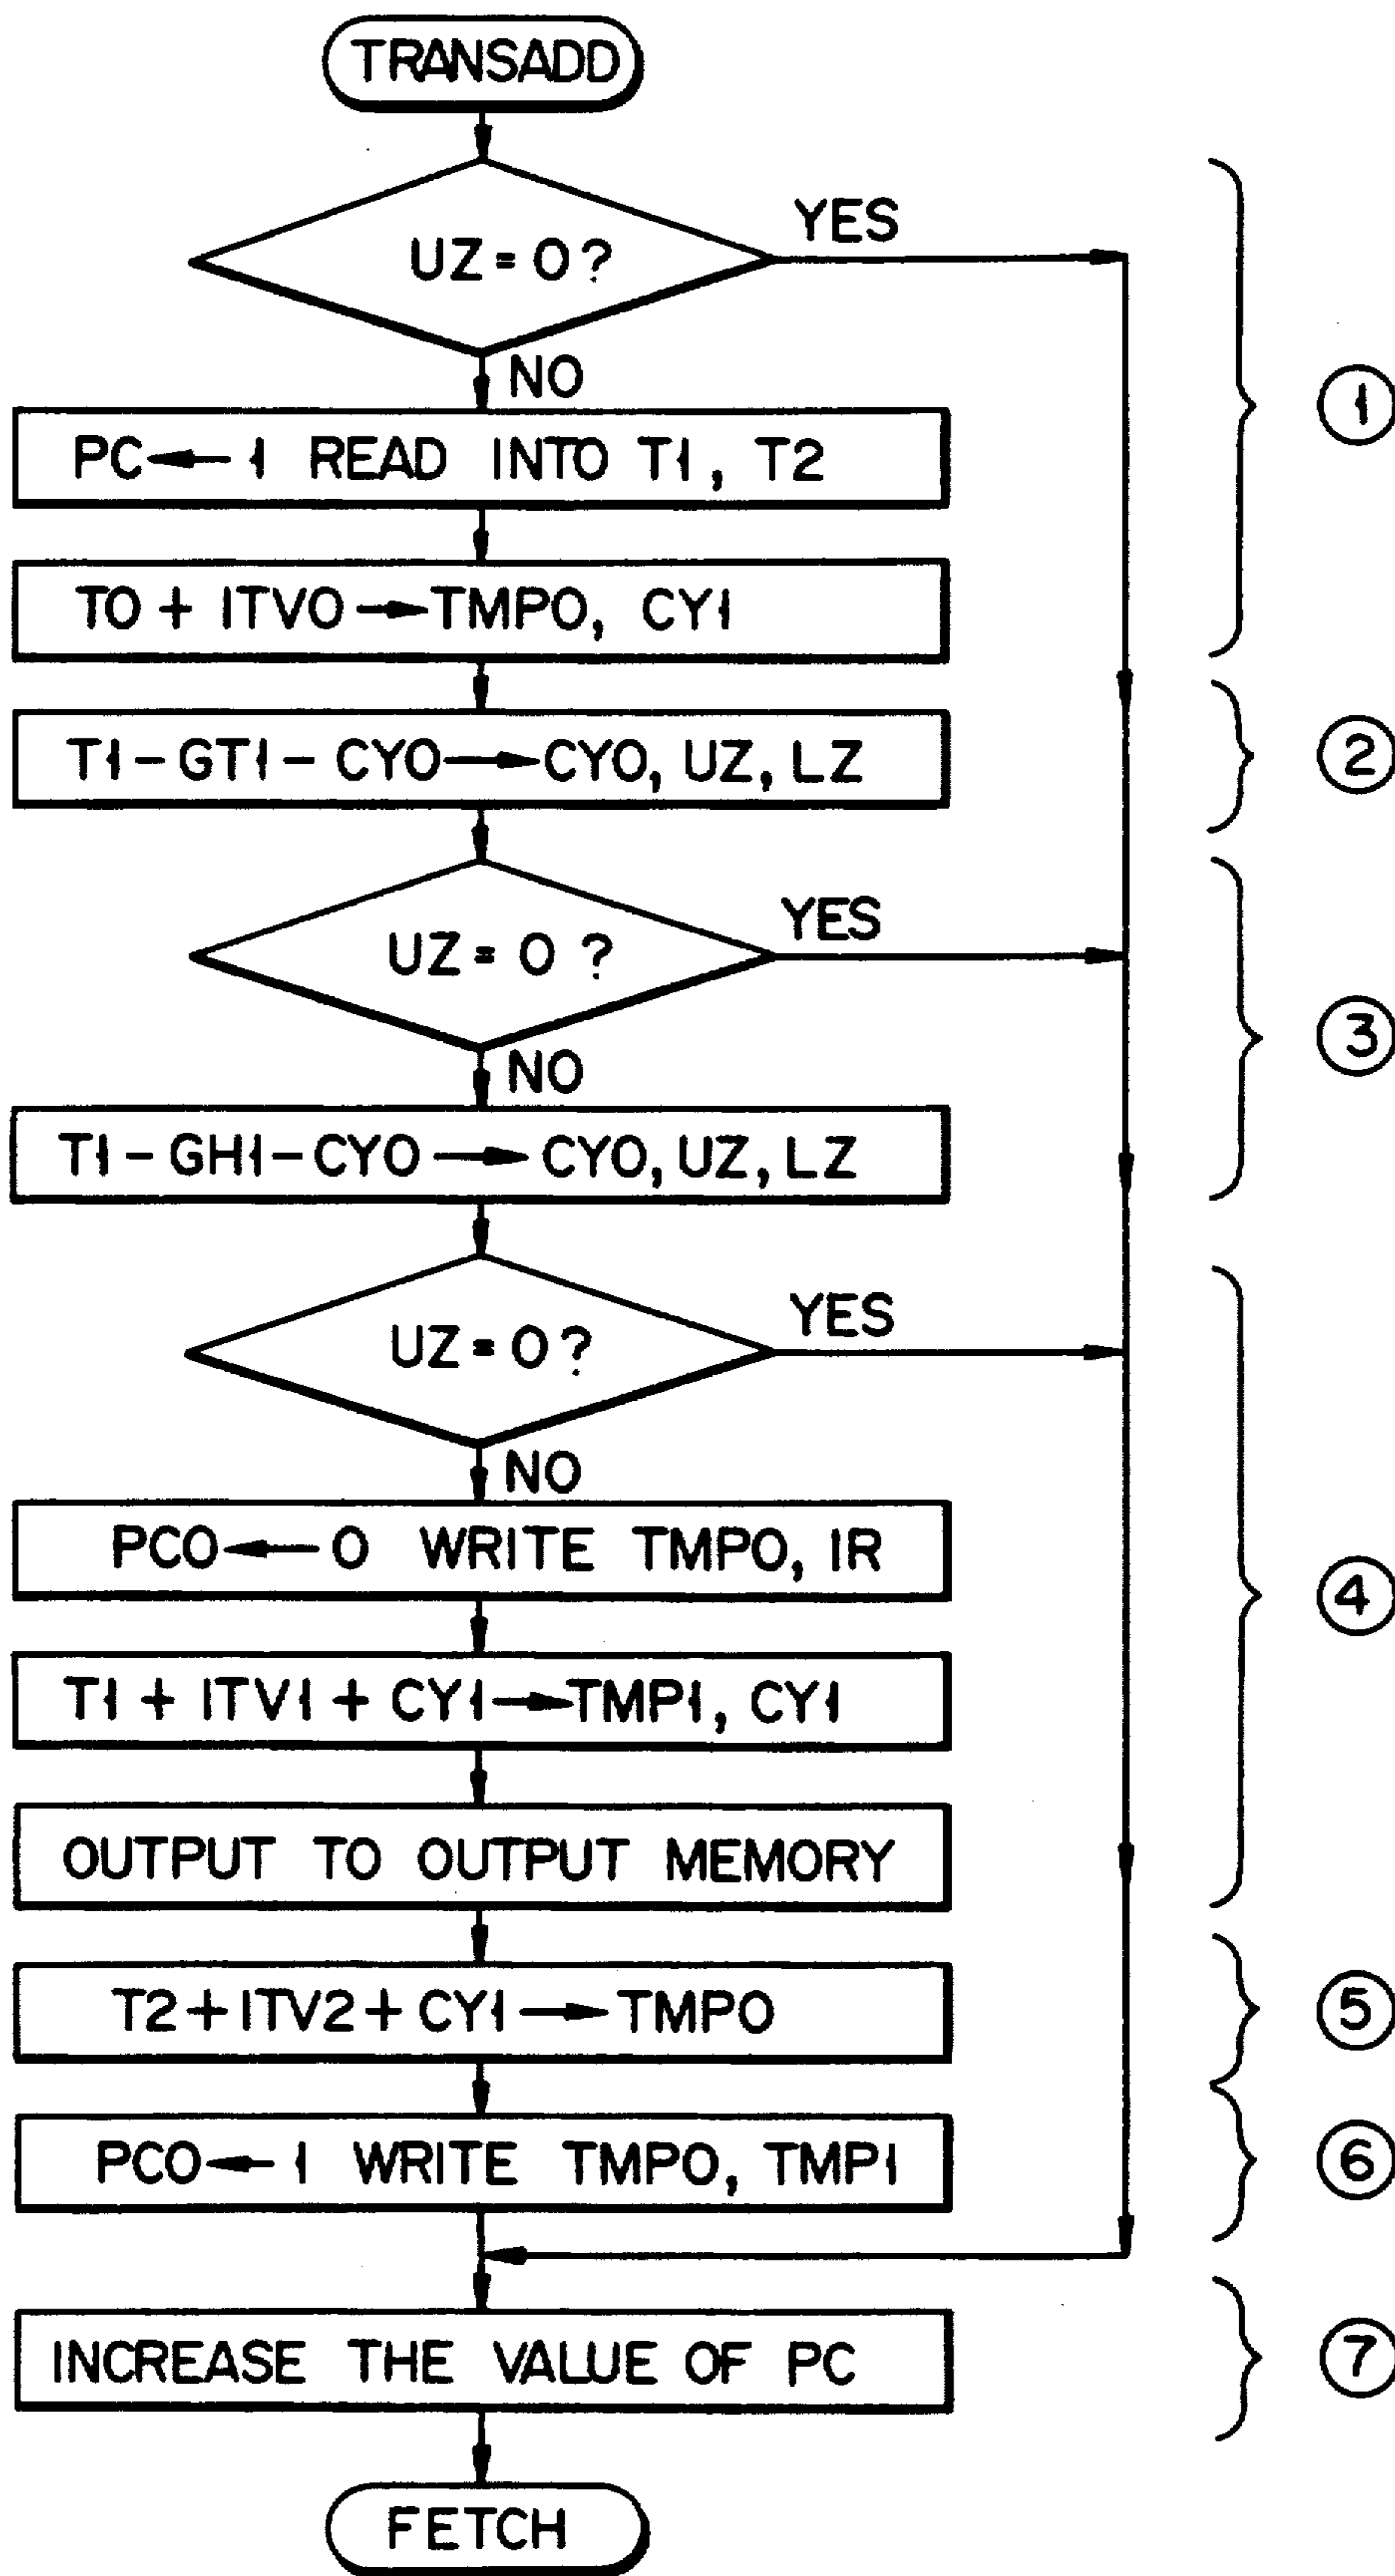 TRANSADD
UZ = 0 ?
YES
NO
PC ← 1 READ INTO T1, T2
T0 + ITV0 → TMP0, CY1
①
T1 - GT1 - CY0 → CY0, UZ, LZ
②
UZ = 0 ?
YES
NO
T1 - GH1 - CY0 → CY0, UZ, LZ
③
UZ = 0 ?
YES
NO
PC0 ← 0 WRITE TMP0, IR
T1 + ITV1 + CY1 → TMP1, CY1
OUTPUT TO OUTPUT MEMORY
④
T2 + ITV2 + CY1 → TMP0
⑤
PC0 ← 1 WRITE TMP0, TMP1
⑥
INCREASE THE VALUE OF PC
⑦
FETCH